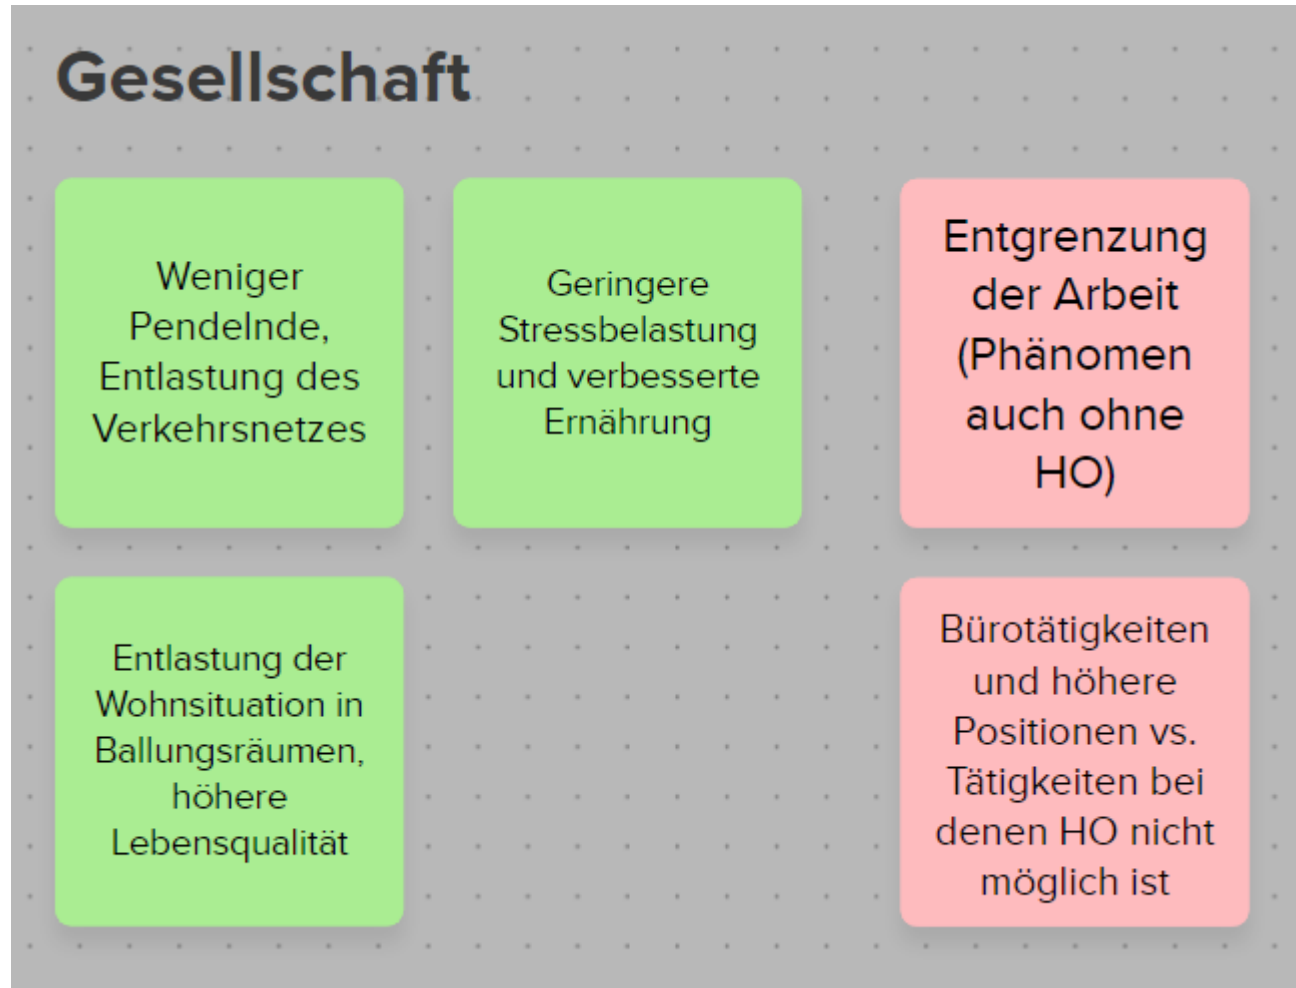 Gesellschaft
Weniger
Pendelnde,
Entlastung des
Verkehrsnetzes
Geringere
Stressbelastung
und verbesserte
Ernährung
Entgrenzung
der Arbeit
(Phänomen
auch ohne
HO)
Entlastung der
Wohnsituation in
Ballungsräumen,
höhere
Lebensqualität
Bürotätigkeiten
und höhere
Positionen vs.
Tätigkeiten bei
denen HO nicht
möglich ist